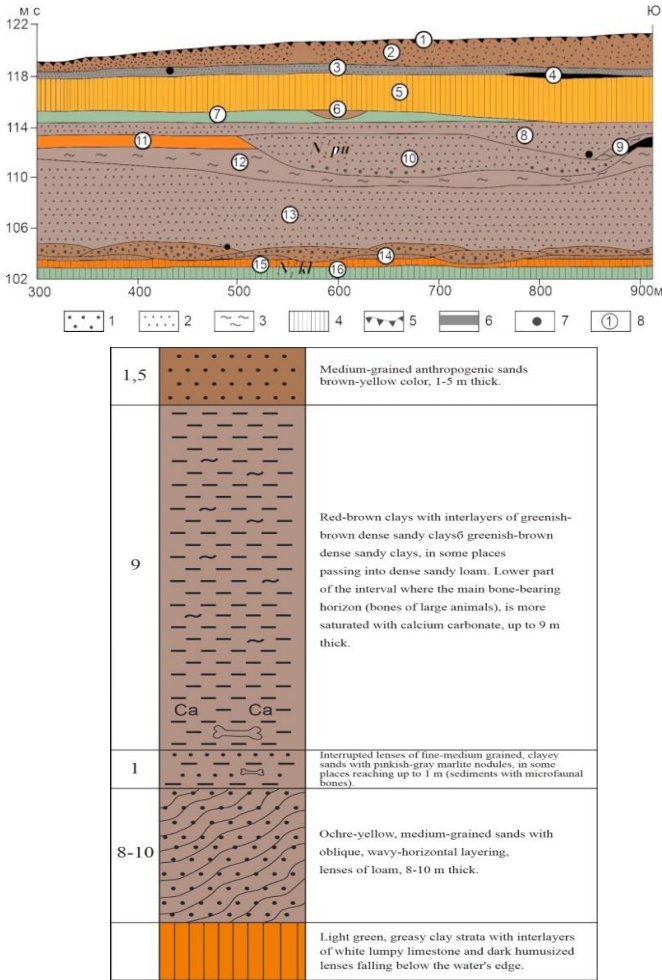 м с
Ю
122
118
114
110
106
102
1
2
3
4
5
6
7
8
9
10
11
12
13
14
15
16
N₂pu
N₂kl
300
400
500
600
700
800
900м
1 2 3 4 5 6 7 1 8
1,5
Medium-grained anthropogenic sands
brown-yellow color, 1-5 m thick.
9
Red-brown clays with interlayers of greenish-
brown dense sandy claysб greenish-brown
dense sandy clays, in some places
passing into dense sandy loam. Lower part
of the interval where the main bone-bearing
horizon (bones of large animals), is more
saturated with calcium carbonate, up to 9 m
thick.
Ca Ca
1
Interrupted lenses of fine-medium grained, clayey
sands with pinkish-gray marlite nodules, in some
places reaching up to 1 m (sediments with microfaunal
bones).
8-10
Ochre-yellow, medium-grained sands with
oblique, wavy-horizontal layering,
lenses of loam, 8-10 m thick.
Light green, greasy clay strata with interlayers
of white lumpy limestone and dark humusized
lenses falling below the water's edge.